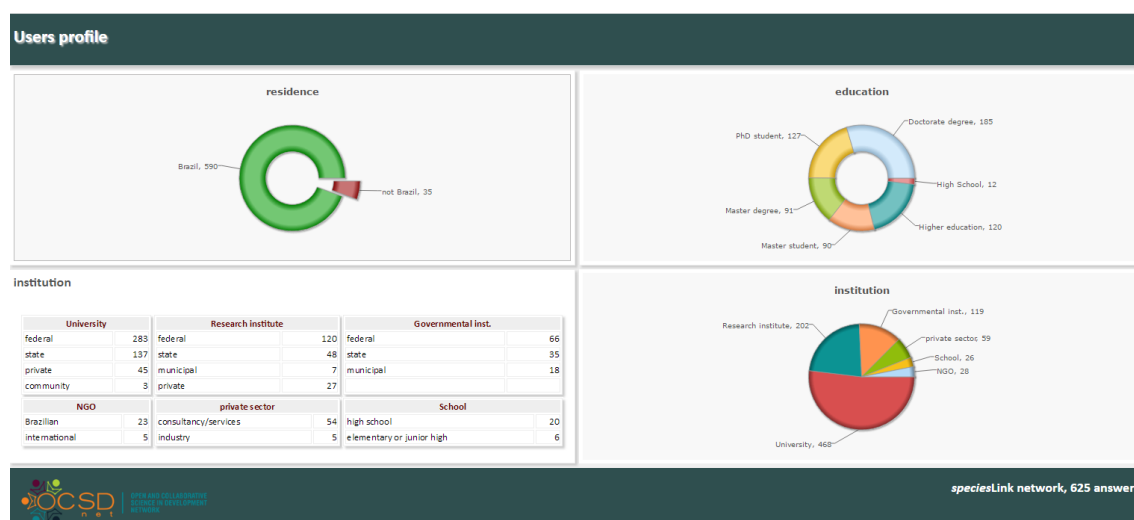 Users profile
residence
Brazil, 590
not Brazil, 35
education
Doctorate degree, 185
PhD student, 127
High School, 12
Master degree, 91
Higher education, 120
Master student, 90
institution
University
federal 283
state 137
private 45
community 3
Research institute
federal 120
state 48
municipal 7
private 27
Governmental inst.
federal 66
state 35
municipal 18
NGO
Brazilian 23
international 5
private sector
consultancy/services 54
industry 5
School
high school 20
elementary or junior high 6
institution
Governmental inst., 119
Research institute, 202
private sector, 59
School, 26
NGO, 28
University, 468
OCSD
net
OPEN AND COLLABORATIVE
SCIENCE IN DEVELOPMENT
NETWORK
speciesLink network, 625 answer